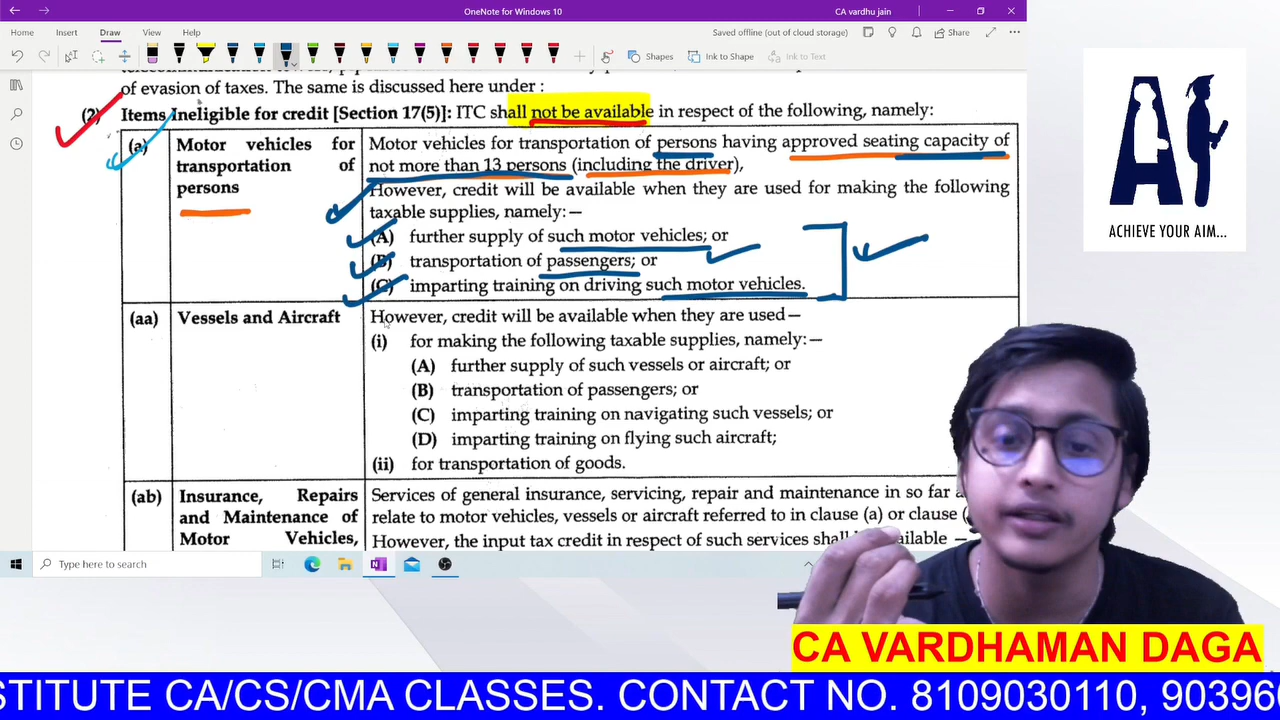 OneNote for Windows 10
CA vardhu jain
Home Insert Draw View Help
Saved offline (out of cloud storage)
Share
Shapes
Ink to Shape
Ink to Text
of evasion of taxes. The same is discussed here under :
(2) Items Ineligible for credit [Section 17(5)]: ITC shall not be available in respect of the following, namely:
(a)
Motor vehicles for
transportation of
persons
Motor vehicles for transportation of persons having approved seating capacity of
not more than 13 persons (including the driver),
However, credit will be available when they are used for making the following
taxable supplies, namely:—
(A) further supply of such motor vehicles; or
(B) transportation of passengers; or
(C) imparting training on driving such motor vehicles.
(aa)
Vessels and Aircraft
However, credit will be available when they are used—
(i) for making the following taxable supplies, namely:—
(A) further supply of such vessels or aircraft; or
(B) transportation of passengers; or
(C) imparting training on navigating such vessels; or
(D) imparting training on flying such aircraft;
(ii) for transportation of goods.
(ab)
Insurance, Repairs
and Maintenance of
Motor Vehicles,
Services of general insurance, servicing, repair and maintenance in so far
relate to motor vehicles, vessels or aircraft referred to in clause (a) or clause (
However, the input tax credit in respect of such services shall
Type here to search
AI
ACHIEVE YOUR AIM...
CA VARDHAMAN DAGA
STITUTE CA/CS/CMA CLASSES. CONTACT NO. 8109030110, 90396